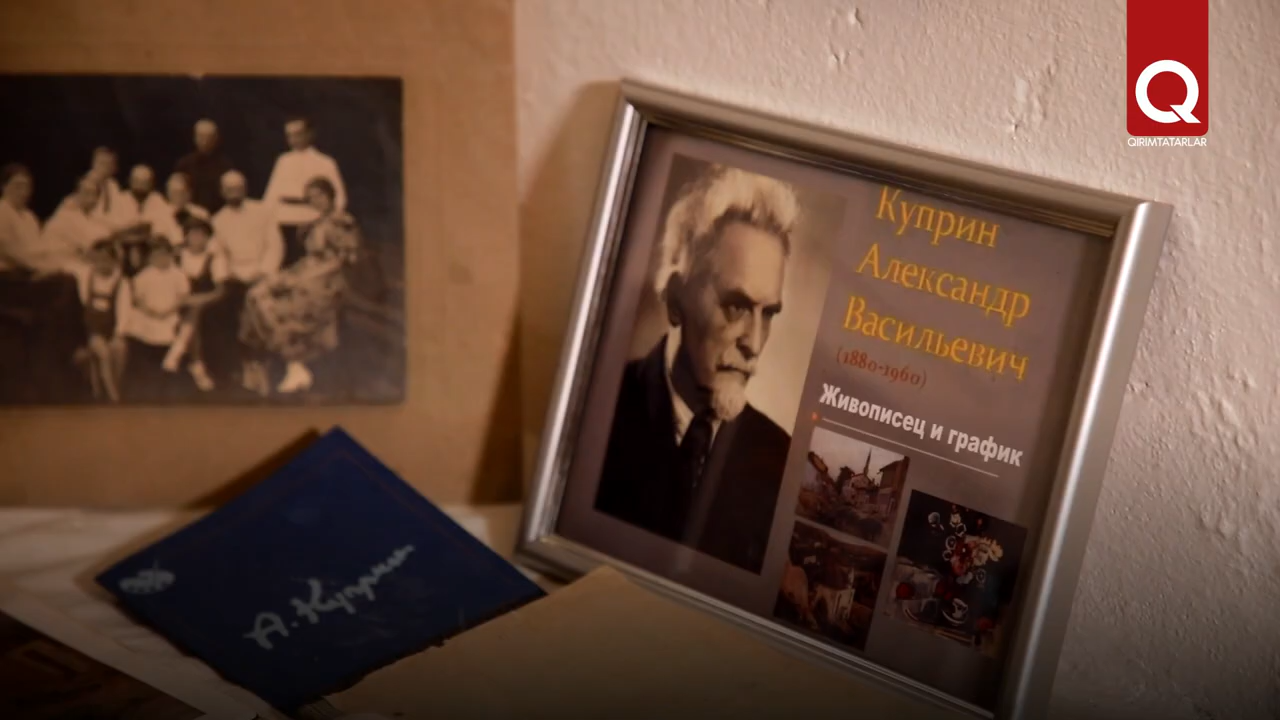 Q
QIRIMTATARLAR
Куприн
Александр
Васильевич
(1880-1960)
Живописец и график
А. Куприн